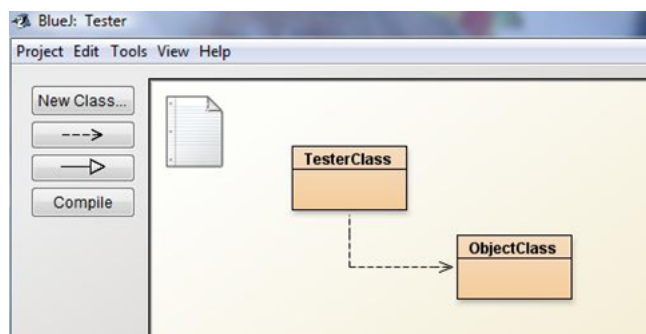 BlueJ: Tester
Project Edit Tools View Help
New Class...
Compile
TesterClass
ObjectClass